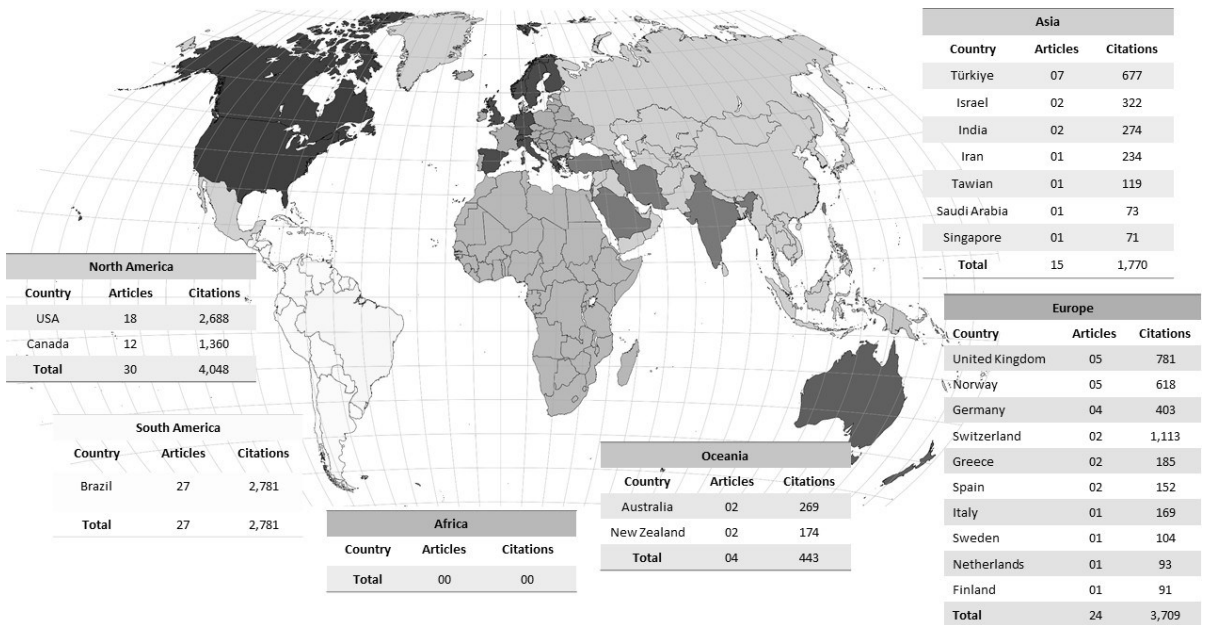 North America
Country Articles Citations
USA 18 2,688
Canada 12 1,360
Total 30 4,048
South America
Country Articles Citations
Brazil 27 2,781
Total 27 2,781
Africa
Country Articles Citations
Total 00 00
Oceania
Country Articles Citations
Australia 02 269
New Zealand 02 174
Total 04 443
Asia
Country Articles Citations
Türkiye 07 677
Israel 02 322
India 02 274
Iran 01 234
Tawian 01 119
Saudi Arabia 01 73
Singapore 01 71
Total 15 1,770
Europe
Country Articles Citations
United Kingdom 05 781
Norway 05 618
Germany 04 403
Switzerland 02 1,113
Greece 02 185
Spain 02 152
Italy 01 169
Sweden 01 104
Netherlands 01 93
Finland 01 91
Total 24 3,709